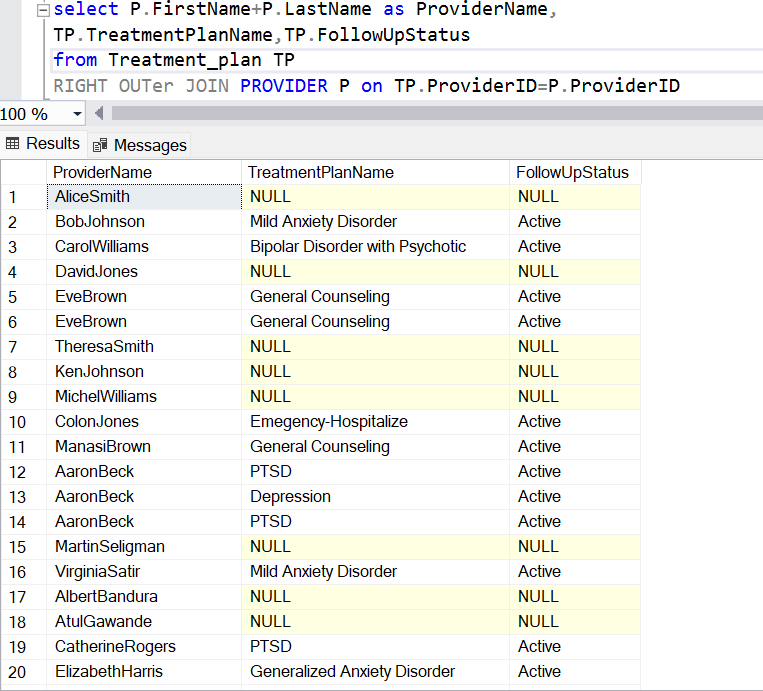 select P.FirstName+P.LastName as ProviderName,
TP.TreatmentPlanName,TP.FollowUpStatus
from Treatment_plan TP
RIGHT OUTer JOIN PROVIDER P on TP.ProviderID=P.ProviderID
100 %
Results Messages
ProviderName TreatmentPlanName FollowUpStatus
1 AliceSmith NULL NULL
2 BobJohnson Mild Anxiety Disorder Active
3 CarolWilliams Bipolar Disorder with Psychotic Active
4 DavidJones NULL NULL
5 EveBrown General Counseling Active
6 EveBrown General Counseling Active
7 TheresaSmith NULL NULL
8 KenJohnson NULL NULL
9 MichelWilliams NULL NULL
10 ColonJones Emegency-Hospitalize Active
11 ManasiBrown General Counseling Active
12 AaronBeck PTSD Active
13 AaronBeck Depression Active
14 AaronBeck PTSD Active
15 MartinSeligman NULL NULL
16 VirginiaSatir Mild Anxiety Disorder Active
17 AlbertBandura NULL NULL
18 AtulGawande NULL NULL
19 CatherineRogers PTSD Active
20 ElizabethHarris Generalized Anxiety Disorder Active